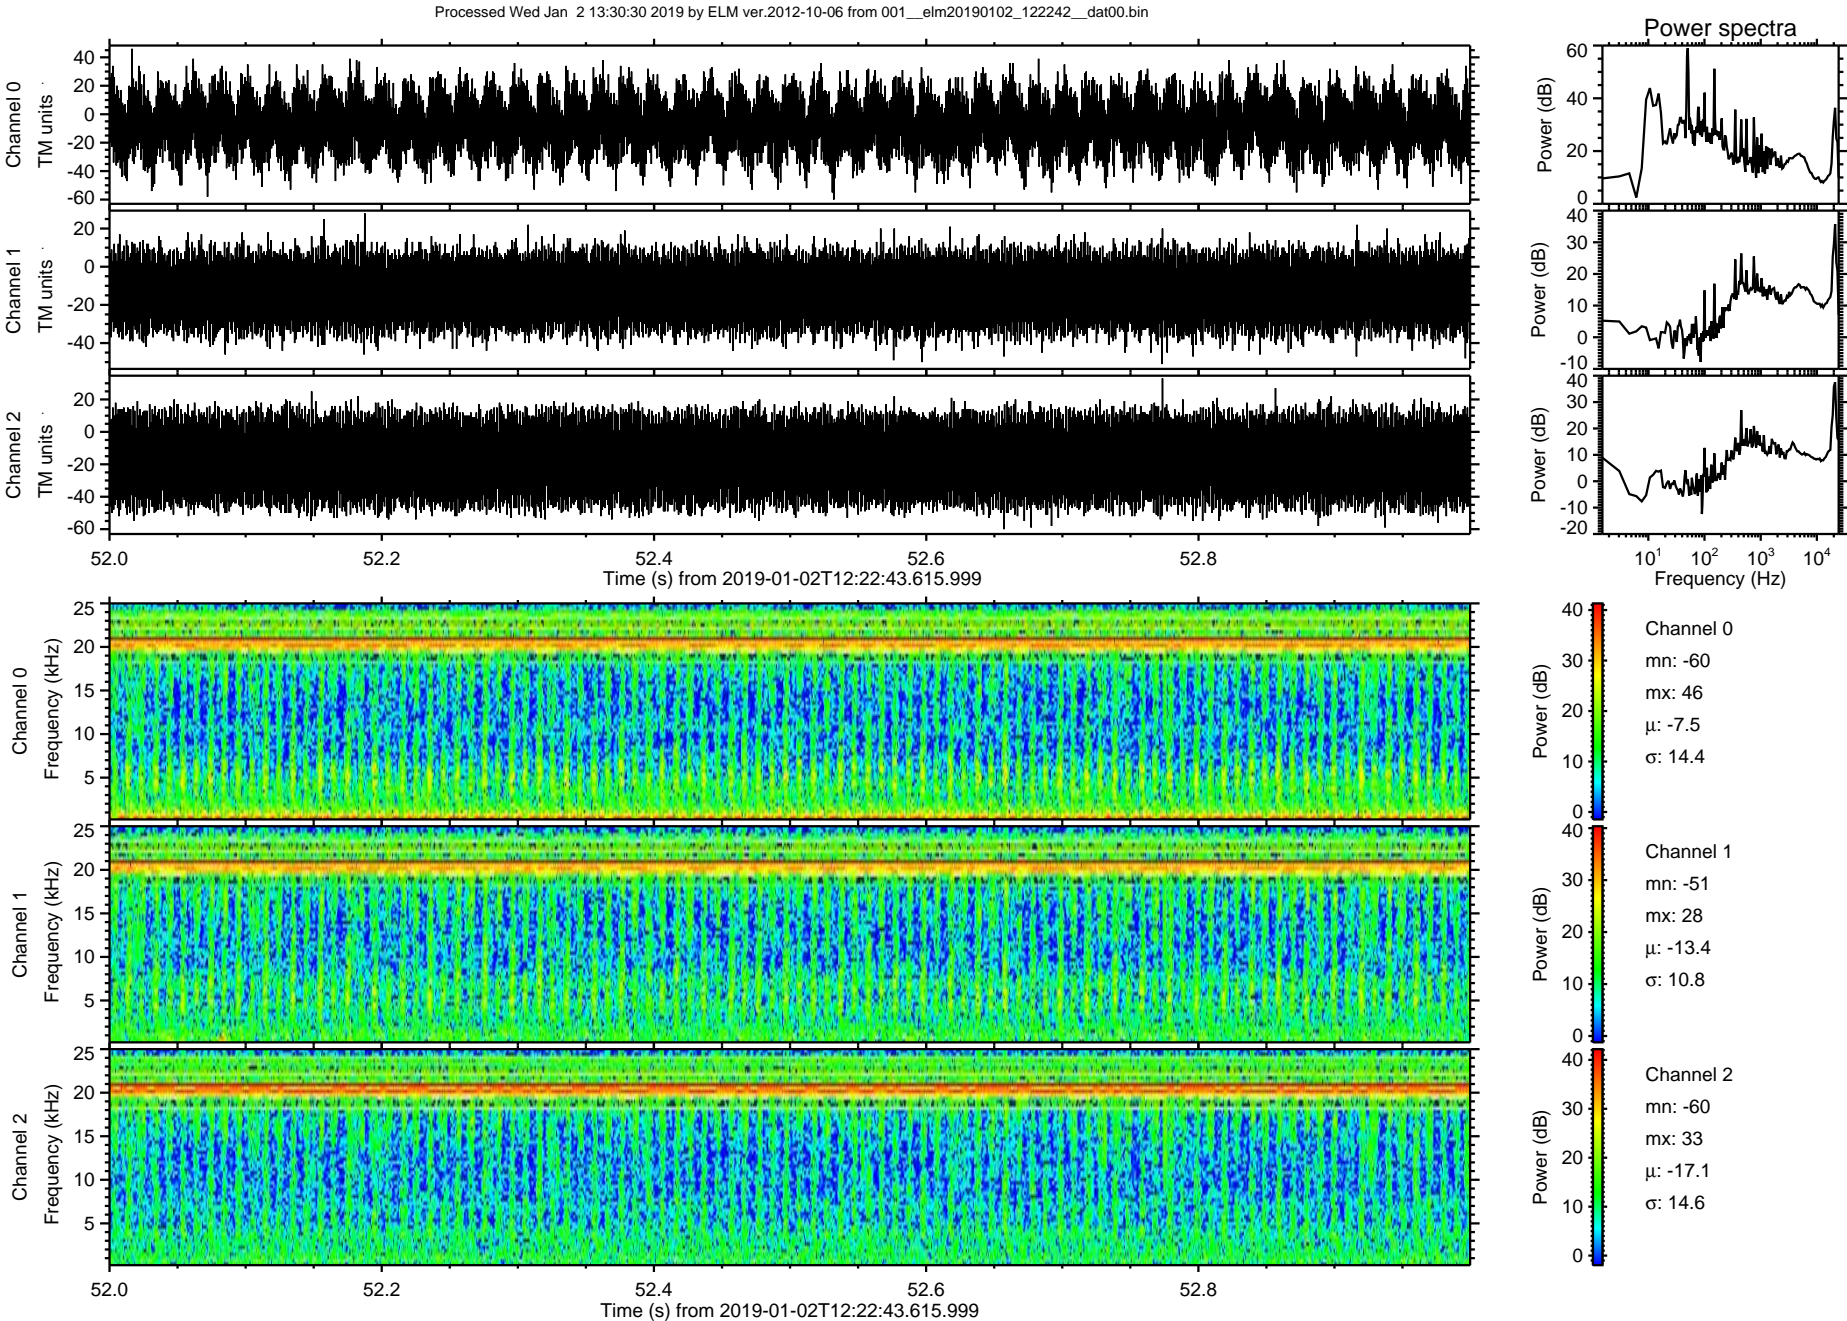 Processed Wed Jan  2 13:30:30 2019 by ELM ver.2012-10-06 from 001__elm20190102_122242__dat00.bin
Power spectra
Channel 0
TM units
40
20
0
-20
-40
-60
Power (dB)
60
40
20
0
Channel 1
TM units
20
0
-20
-40
Power (dB)
40
30
20
10
0
-10
Channel 2
TM units
20
0
-20
-40
-60
Power (dB)
40
30
20
10
0
-10
-20
52.0 52.2 52.4 52.6 52.8
Time (s) from 2019-01-02T12:22:43.615.999
10¹ 10² 10³ 10⁴
Frequency (Hz)
Channel 0
Frequency (kHz)
25
20
15
10
5
Power (dB)
40
30
20
10
0
Channel 0
mn: -60
mx: 46
μ: -7.5
σ: 14.4
Channel 1
Frequency (kHz)
25
20
15
10
5
Power (dB)
40
30
20
10
0
Channel 1
mn: -51
mx: 28
μ: -13.4
σ: 10.8
Channel 2
Frequency (kHz)
25
20
15
10
5
Power (dB)
40
30
20
10
0
Channel 2
mn: -60
mx: 33
μ: -17.1
σ: 14.6
52.0 52.2 52.4 52.6 52.8
Time (s) from 2019-01-02T12:22:43.615.999